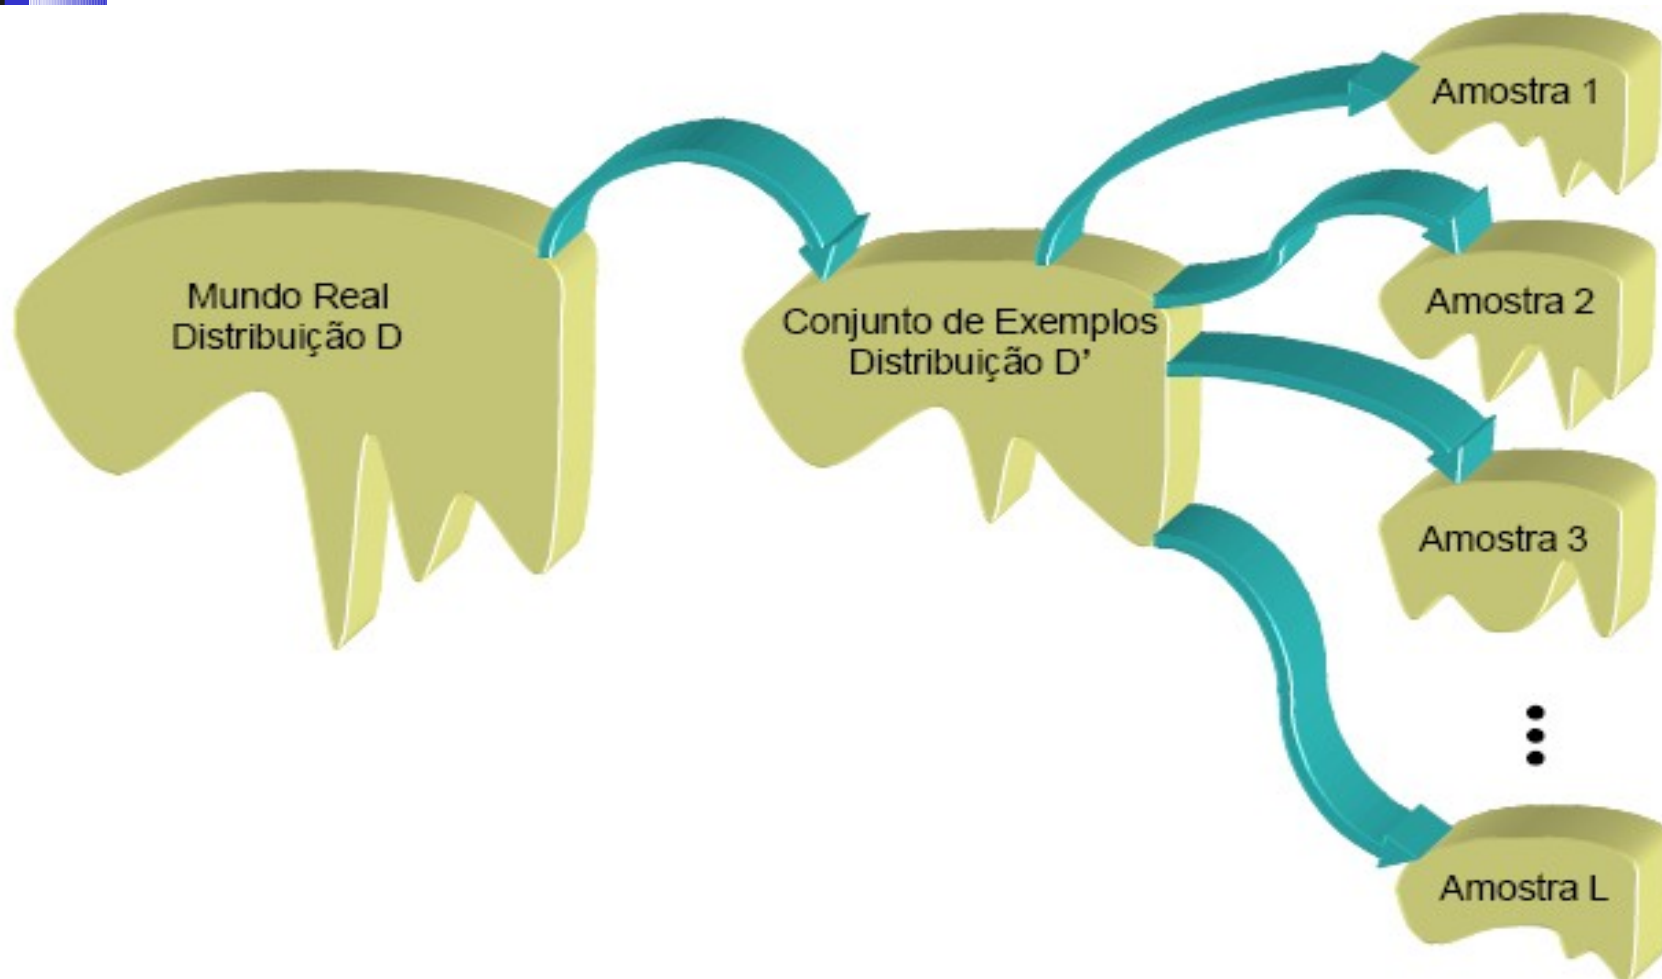 Mundo Real
Distribuição D
Conjunto de Exemplos
Distribuição D’
Amostra 1
Amostra 2
Amostra 3
Amostra L